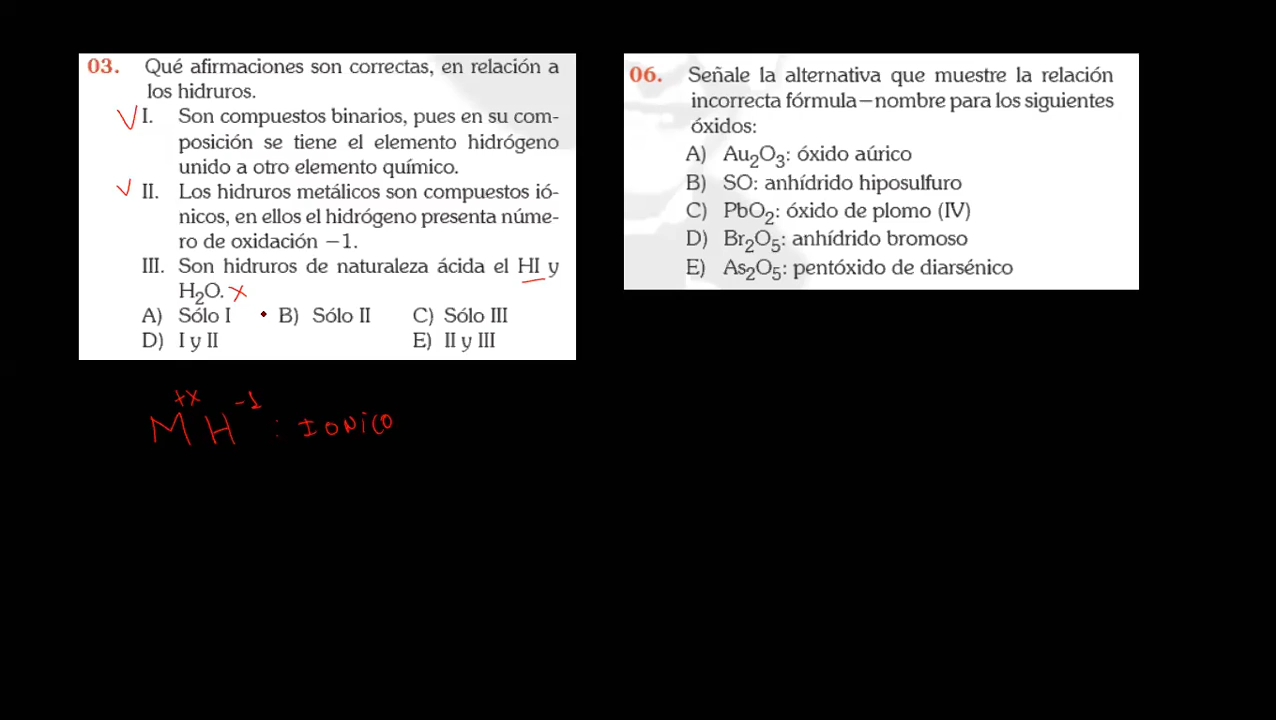 03. Qué afirmaciones son correctas, en relación a
los hidruros.
I. Son compuestos binarios, pues en su com-
posición se tiene el elemento hidrógeno
unido a otro elemento químico.
II. Los hidruros metálicos son compuestos ió-
nicos, en ellos el hidrógeno presenta núme-
ro de oxidación −1.
III. Son hidruros de naturaleza ácida el HI y
H₂O. x
A) Sólo I B) Sólo II C) Sólo III
D) I y II E) II y III
M⁺ˣ H⁻¹ : IONICO
06. Señale la alternativa que muestre la relación
incorrecta fórmula−nombre para los siguientes
óxidos:
A) Au₂O₃: óxido aúrico
B) SO: anhídrido hiposulfuro
C) PbO₂: óxido de plomo (IV)
D) Br₂O₅: anhídrido bromoso
E) As₂O₅: pentóxido de diarsénico